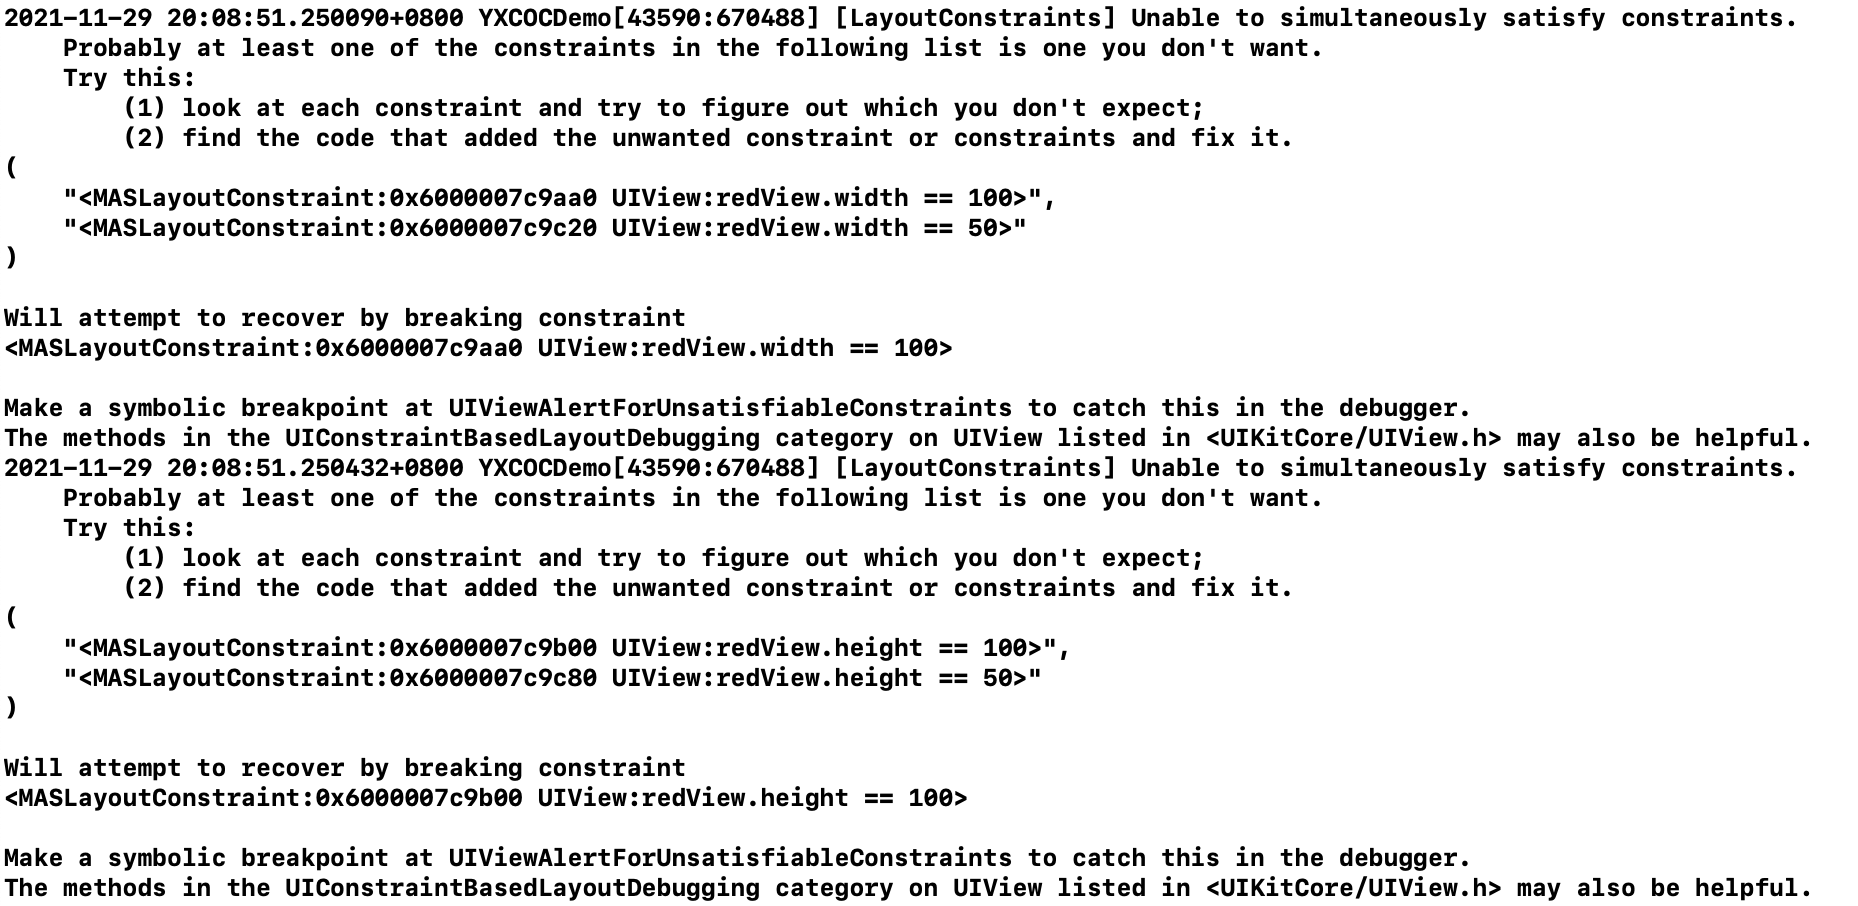 2021-11-29 20:08:51.250090+0800 YXCOCDemo[43590:670488] [LayoutConstraints] Unable to simultaneously satisfy constraints.
    Probably at least one of the constraints in the following list is one you don't want.
    Try this:
        (1) look at each constraint and try to figure out which you don't expect;
        (2) find the code that added the unwanted constraint or constraints and fix it.
(
    "<MASLayoutConstraint:0x6000007c9aa0 UIView:redView.width == 100>",
    "<MASLayoutConstraint:0x6000007c9c20 UIView:redView.width == 50>"
)

Will attempt to recover by breaking constraint
<MASLayoutConstraint:0x6000007c9aa0 UIView:redView.width == 100>

Make a symbolic breakpoint at UIViewAlertForUnsatisfiableConstraints to catch this in the debugger.
The methods in the UIConstraintBasedLayoutDebugging category on UIView listed in <UIKitCore/UIView.h> may also be helpful.
2021-11-29 20:08:51.250432+0800 YXCOCDemo[43590:670488] [LayoutConstraints] Unable to simultaneously satisfy constraints.
    Probably at least one of the constraints in the following list is one you don't want.
    Try this:
        (1) look at each constraint and try to figure out which you don't expect;
        (2) find the code that added the unwanted constraint or constraints and fix it.
(
    "<MASLayoutConstraint:0x6000007c9b00 UIView:redView.height == 100>",
    "<MASLayoutConstraint:0x6000007c9c80 UIView:redView.height == 50>"
)

Will attempt to recover by breaking constraint
<MASLayoutConstraint:0x6000007c9b00 UIView:redView.height == 100>

Make a symbolic breakpoint at UIViewAlertForUnsatisfiableConstraints to catch this in the debugger.
The methods in the UIConstraintBasedLayoutDebugging category on UIView listed in <UIKitCore/UIView.h> may also be helpful.